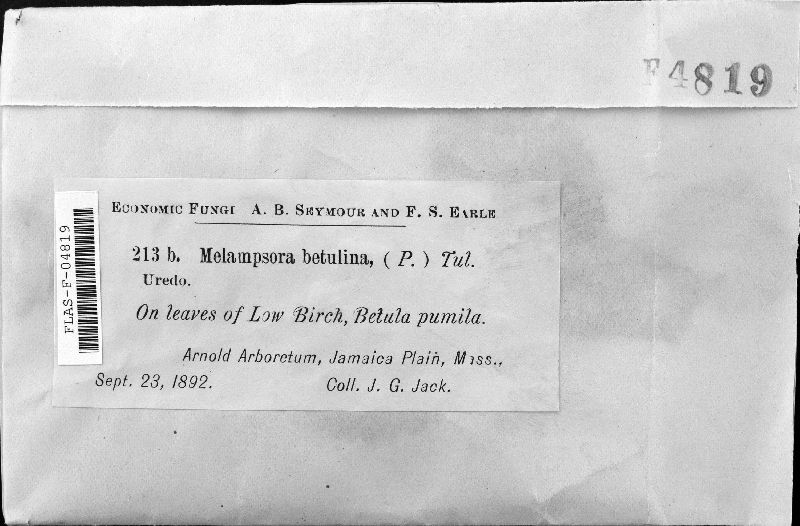 F4819
FLAS-F-04819
Economic Fungi A. B. Seymour and F. S. Earle
213 b. Melampsora betulina, ( P. ) Tul.
Uredo.
On leaves of Low Birch, Betula pumila.
Arnold Arboretum, Jamaica Plain, Mass.,
Sept. 23, 1892. Coll. J. G. Jack.